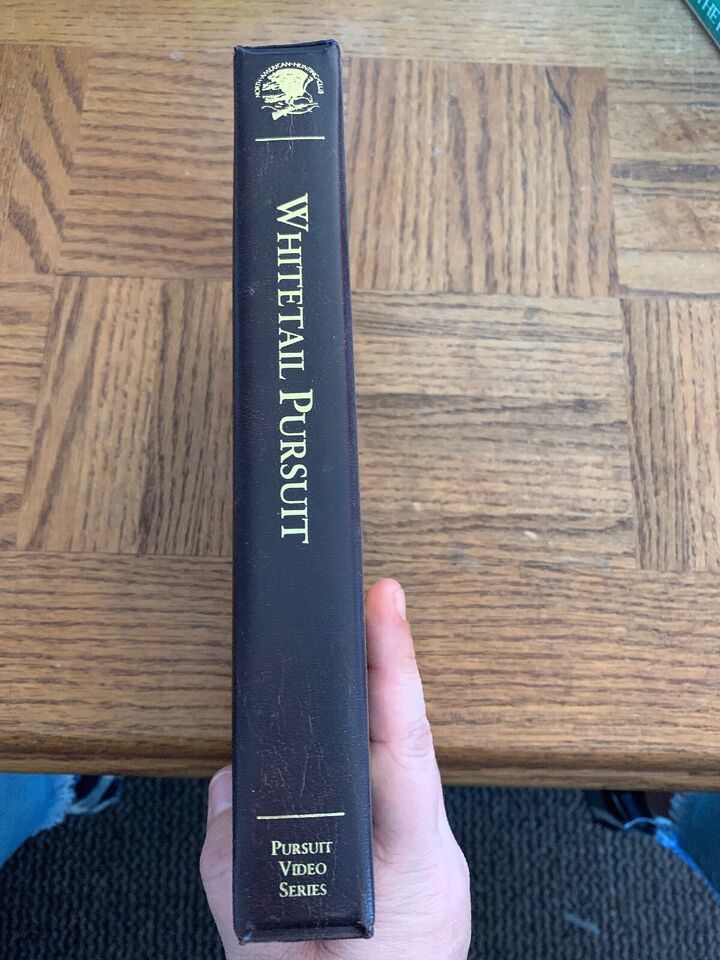 NORTH AMERICAN HUNTING CLUB
WHITETAIL PURSUIT
PURSUIT
VIDEO
SERIES